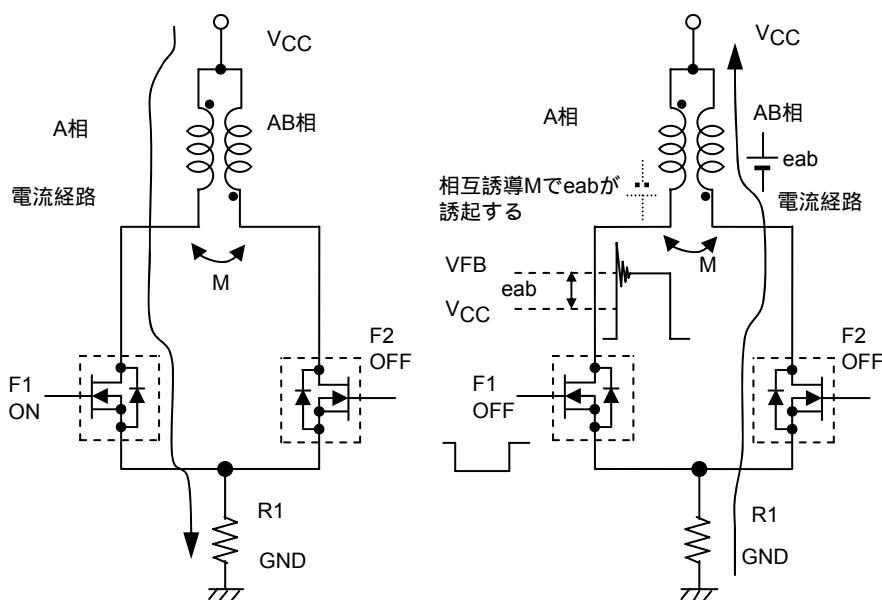 VCC
A相
AB相
電流経路
M
F1
ON
F2
OFF
R1
GND
VCC
A相
AB相
eab
相互誘導Mでeabが
誘起する
電流経路
VFB
eab
VCC
M
F2
OFF
F1
OFF
R1
GND